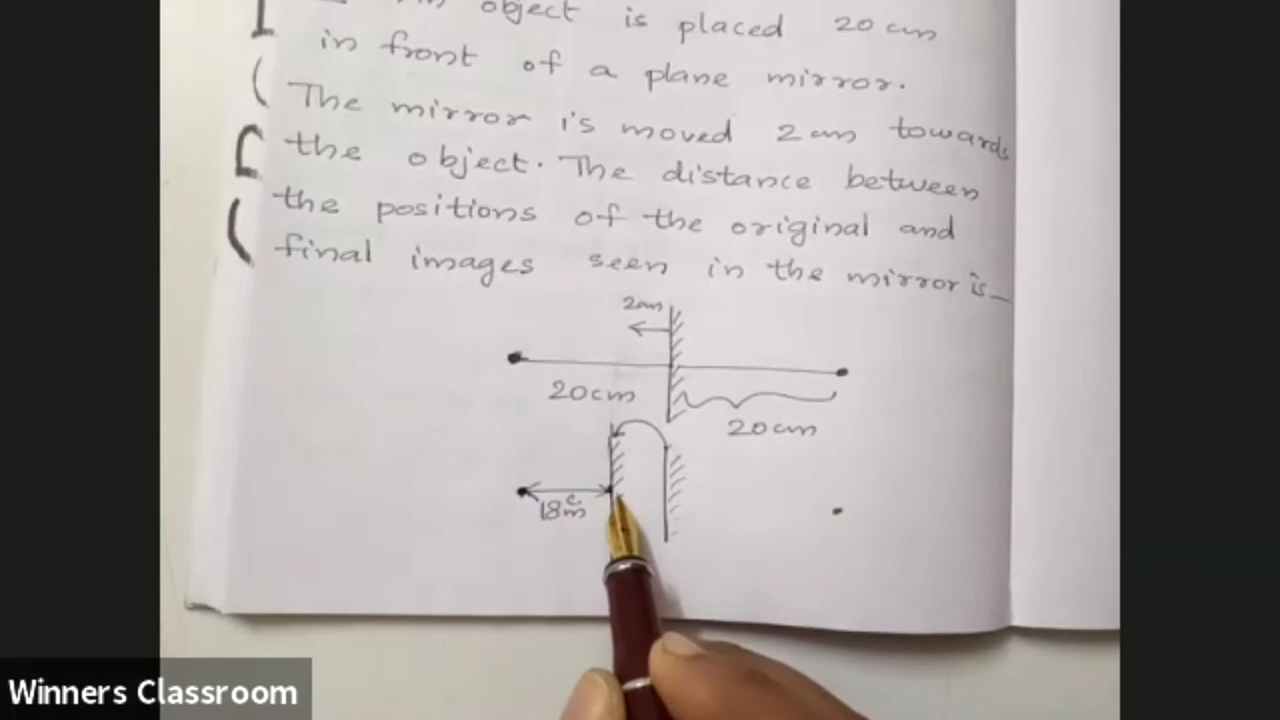 object is placed 20 cm
in front of a plane mirror.
The mirror is moved 2 cm towards
the object. The distance between
the positions of the original and
final images seen in the mirror is_
2cm
20cm
20cm
18cm
Winners Classroom